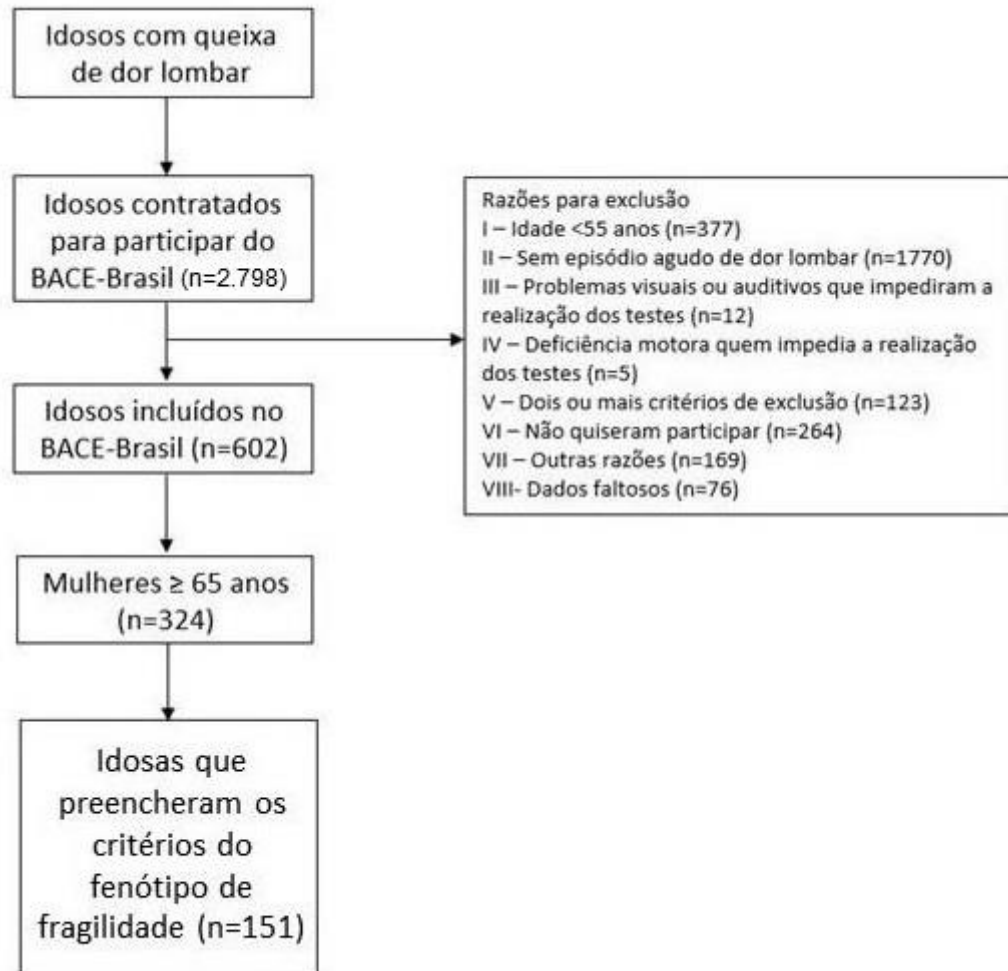 Idosos com queixa
de dor lombar
Idosos contratados
para participar do
BACE-Brasil (n=2.798)
Razões para exclusão
I – Idade <55 anos (n=377)
II – Sem episódio agudo de dor lombar (n=1770)
III – Problemas visuais ou auditivos que impediram a
realização dos testes (n=12)
IV – Deficiência motora quem impedia a realização
dos testes (n=5)
V – Dois ou mais critérios de exclusão (n=123)
VI – Não quiseram participar (n=264)
VII – Outras razões (n=169)
VIII- Dados faltosos (n=76)
Idosos incluídos no
BACE-Brasil (n=602)
Mulheres ≥ 65 anos
(n=324)
Idosas que
preencheram os
critérios do
fenótipo de
fragilidade (n=151)